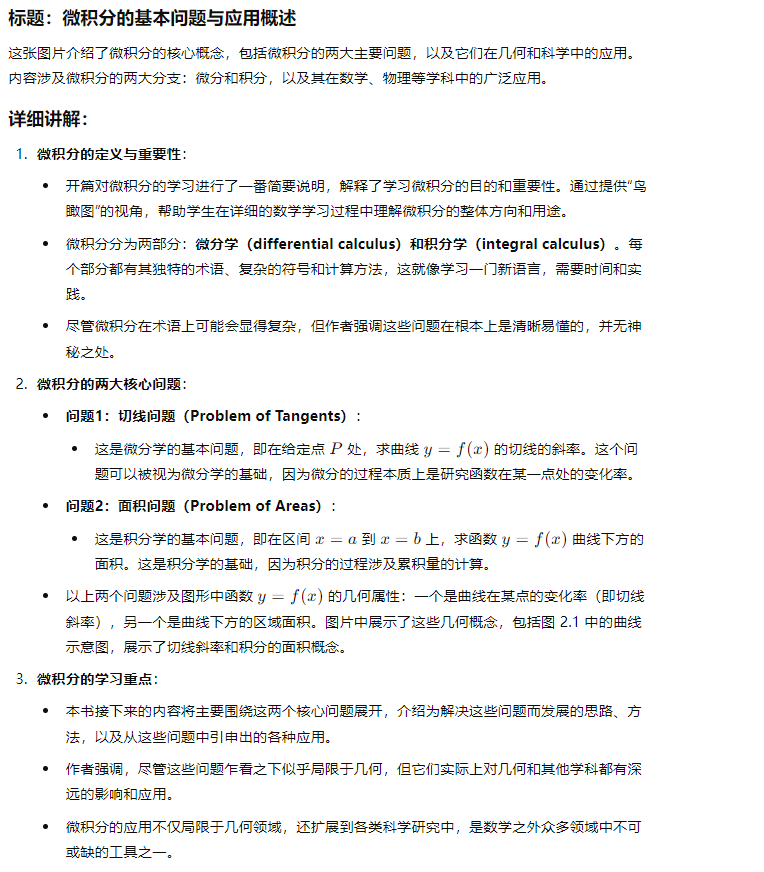 标题：微积分的基本问题与应用概述
这张图片介绍了微积分的核心概念，包括微积分的两大主要问题，以及它们在几何和科学中的应用。
内容涉及微积分的两大分支：微分和积分，以及其在数学、物理等学科中的广泛应用。
详细讲解：
1. 微积分的定义与重要性：
• 开篇对微积分的学习进行了一番简要说明，解释了学习微积分的目的和重要性。通过提供“鸟
瞰图”的视角，帮助学生在详细的数学学习过程中理解微积分的整体方向和用途。
• 微积分分为两部分：微分学（differential calculus）和积分学（integral calculus）。每
个部分都有其独特的术语、复杂的符号和计算方法，这就像学习一门新语言，需要时间和实
践。
• 尽管微积分在术语上可能会显得复杂，但作者强调这些问题在根本上是清晰易懂的，并无神
秘之处。
2. 微积分的两大核心问题：
• 问题1：切线问题（Problem of Tangents）：
• 这是微分学的基本问题，即在给定点 P 处，求曲线 y = f(x) 的切线的斜率。这个问
题可以被视为微分学的基础，因为微分的过程本质上是研究函数在某一点处的变化率。
• 问题2：面积问题（Problem of Areas）：
• 这是积分学的基本问题，即在区间 x = a 到 x = b 上，求函数 y = f(x) 曲线下方的
面积。这是积分学的基础，因为积分的过程涉及累积量的计算。
• 以上两个问题涉及图形中函数 y = f(x) 的几何属性：一个是曲线在某点的变化率（即切线
斜率），另一个是曲线下方的区域面积。图片中展示了这些几何概念，包括图 2.1 中的曲线
示意图，展示了切线斜率和积分的面积概念。
3. 微积分的学习重点：
• 本书接下来的内容将主要围绕这两个核心问题展开，介绍为解决这些问题而发展的思路、方
法，以及从这些问题中引申出的各种应用。
• 作者强调，尽管这些问题乍看之下似乎局限于几何，但它们实际上对几何和其他学科都有深
远的影响和应用。
• 微积分的应用不仅局限于几何领域，还扩展到各类科学研究中，是数学之外众多领域中不可
或缺的工具之一。